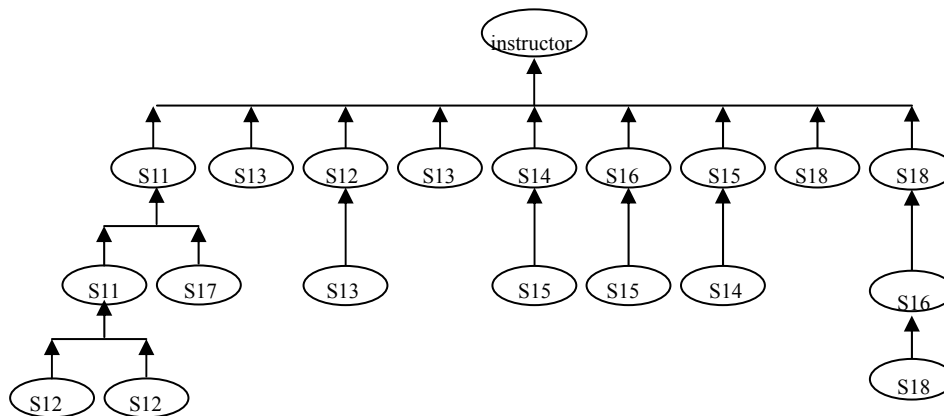 instructor
S11 S13 S12 S13 S14 S16 S15 S18 S18
S11 S17 S13 S15 S15 S14 S16
S12 S12 S18